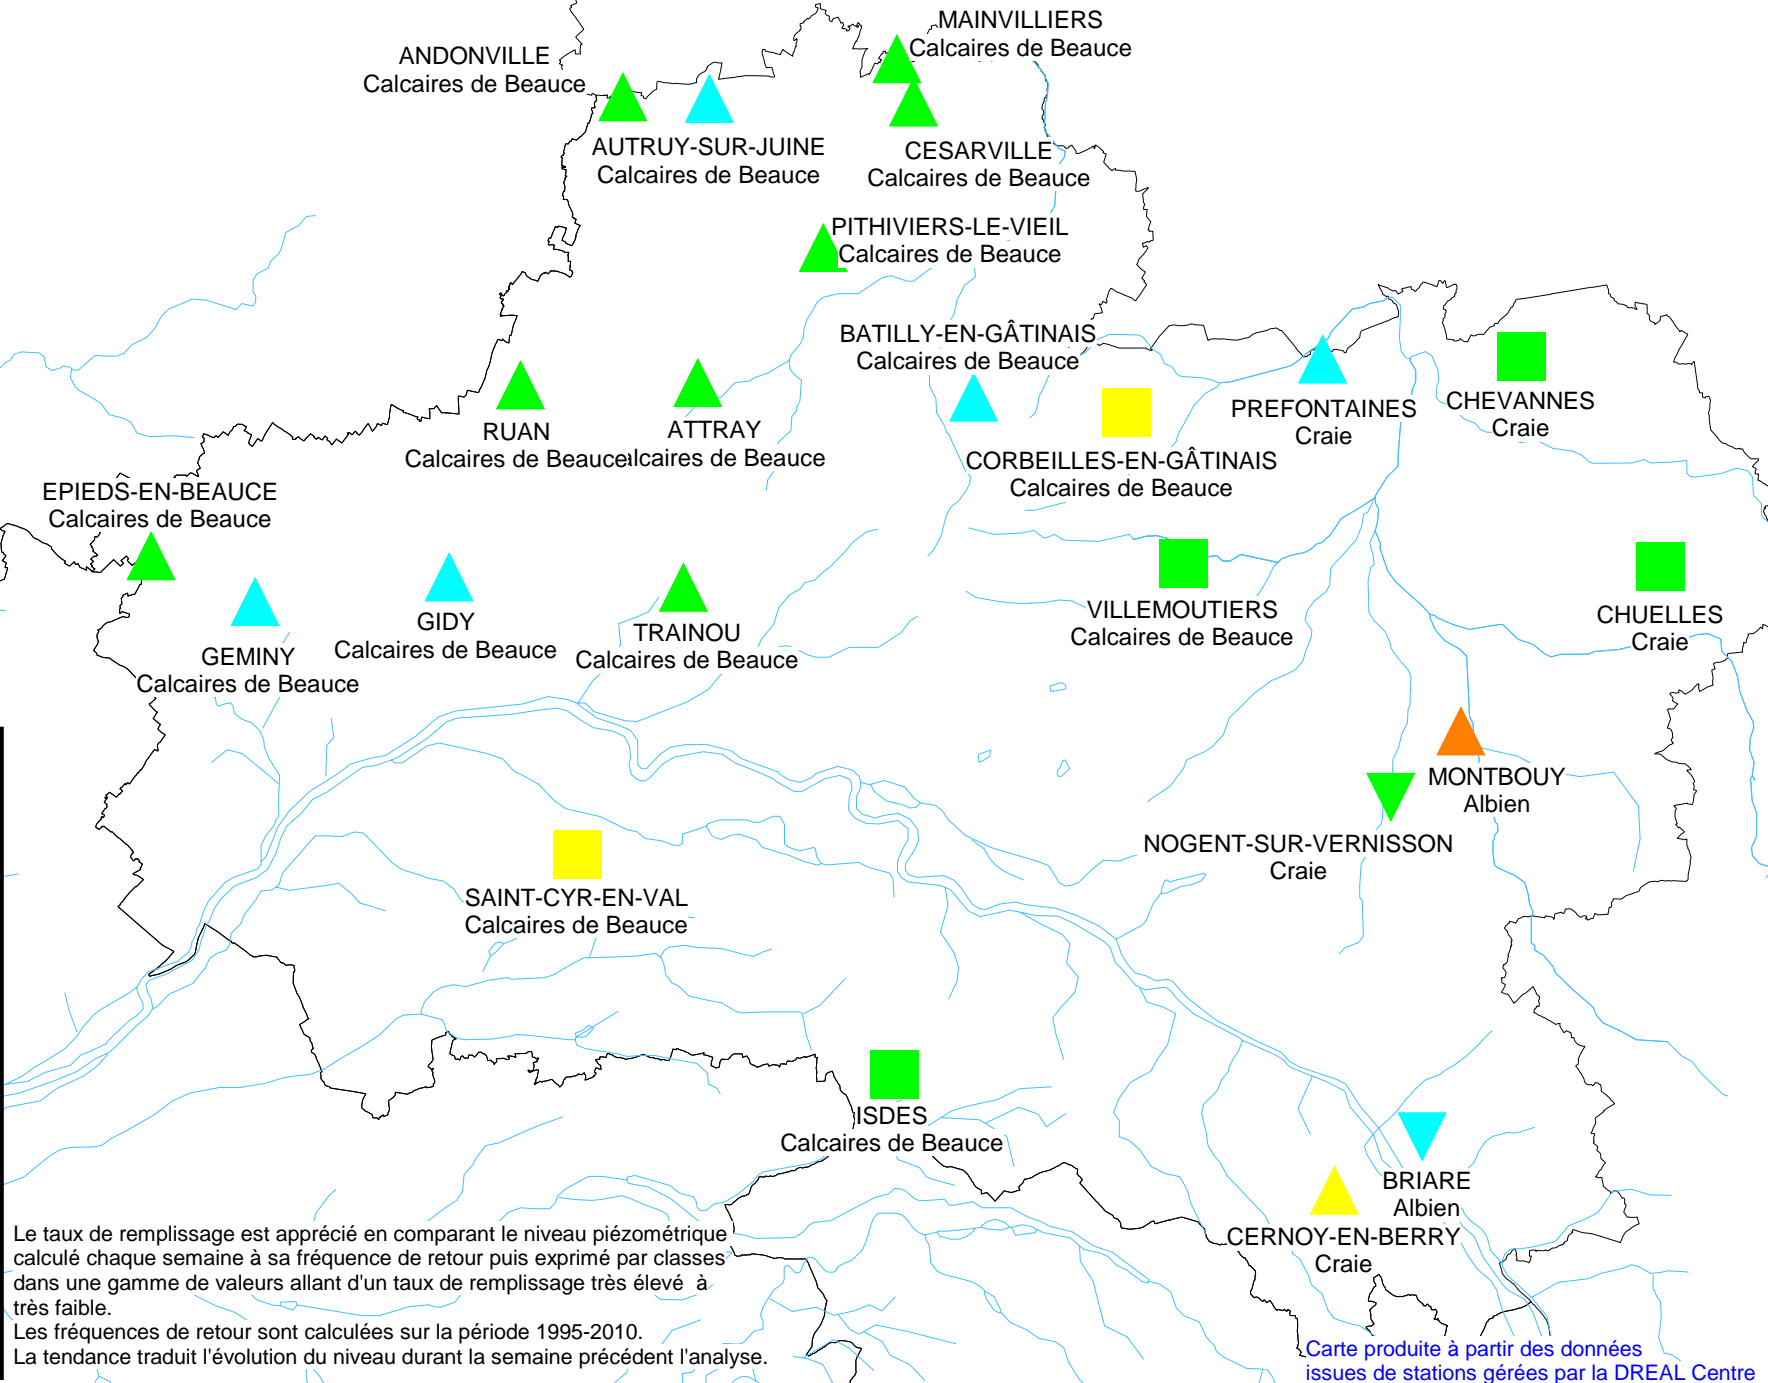 MAINVILLIERS
Calcaires de Beauce
ANDONVILLE
Calcaires de Beauce
AUTRUY-SUR-JUINE
Calcaires de Beauce
CESARVILLE
Calcaires de Beauce
PITHIVIERS-LE-VIEIL
Calcaires de Beauce
BATILLY-EN-GÂTINAIS
Calcaires de Beauce
PREFONTAINES
Craie
CHEVANNES
Craie
RUAN
Calcaires de Beauce
ATTRAY
alcaires de Beauce
CORBEILLES-EN-GÂTINAIS
Calcaires de Beauce
EPIEDS-EN-BEAUCE
Calcaires de Beauce
GEMINY
Calcaires de Beauce
GIDY
Calcaires de Beauce
TRAINOU
Calcaires de Beauce
VILLEMOUTIERS
Calcaires de Beauce
CHUELLES
Craie
MONTBOUY
Albien
NOGENT-SUR-VERNISSON
Craie
SAINT-CYR-EN-VAL
Calcaires de Beauce
ISDES
Calcaires de Beauce
BRIARE
Albien
CERNOY-EN-BERRY
Craie
Le taux de remplissage est apprécié en comparant le niveau piézométrique
calculé chaque semaine à sa fréquence de retour puis exprimé par classes
dans une gamme de valeurs allant d'un taux de remplissage très élevé à
très faible.
Les fréquences de retour sont calculées sur la période 1995-2010.
La tendance traduit l'évolution du niveau durant la semaine précédent l'analyse.
Carte produite à partir des données
issues de stations gérées par la DREAL Centre